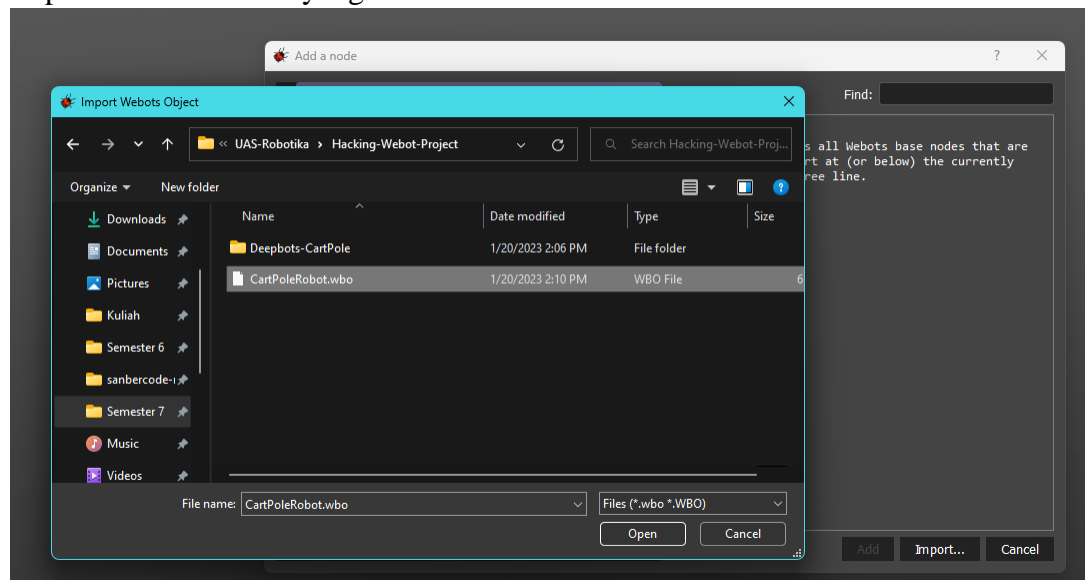 Add a node
?
Import Webots Object
Find:
« UAS-Robotika › Hacking-Webot-Project
Search Hacking-Webot-Proj...
s all Webots base nodes that are
rt at (or below) the currently
ree line.
Organize
New folder
?
Name
Date modified
Type
Size
Downloads
Documents
Pictures
Kuliah
Semester 6
sanbercode-
Semester 7
Music
Videos
Deepbots-CartPole
1/20/2023 2:06 PM
File folder
CartPoleRobot.wbo
1/20/2023 2:10 PM
WBO File
6
File name:
CartPoleRobot.wbo
Files (*.wbo *.WBO)
Open
Cancel
Add
Import...
Cancel